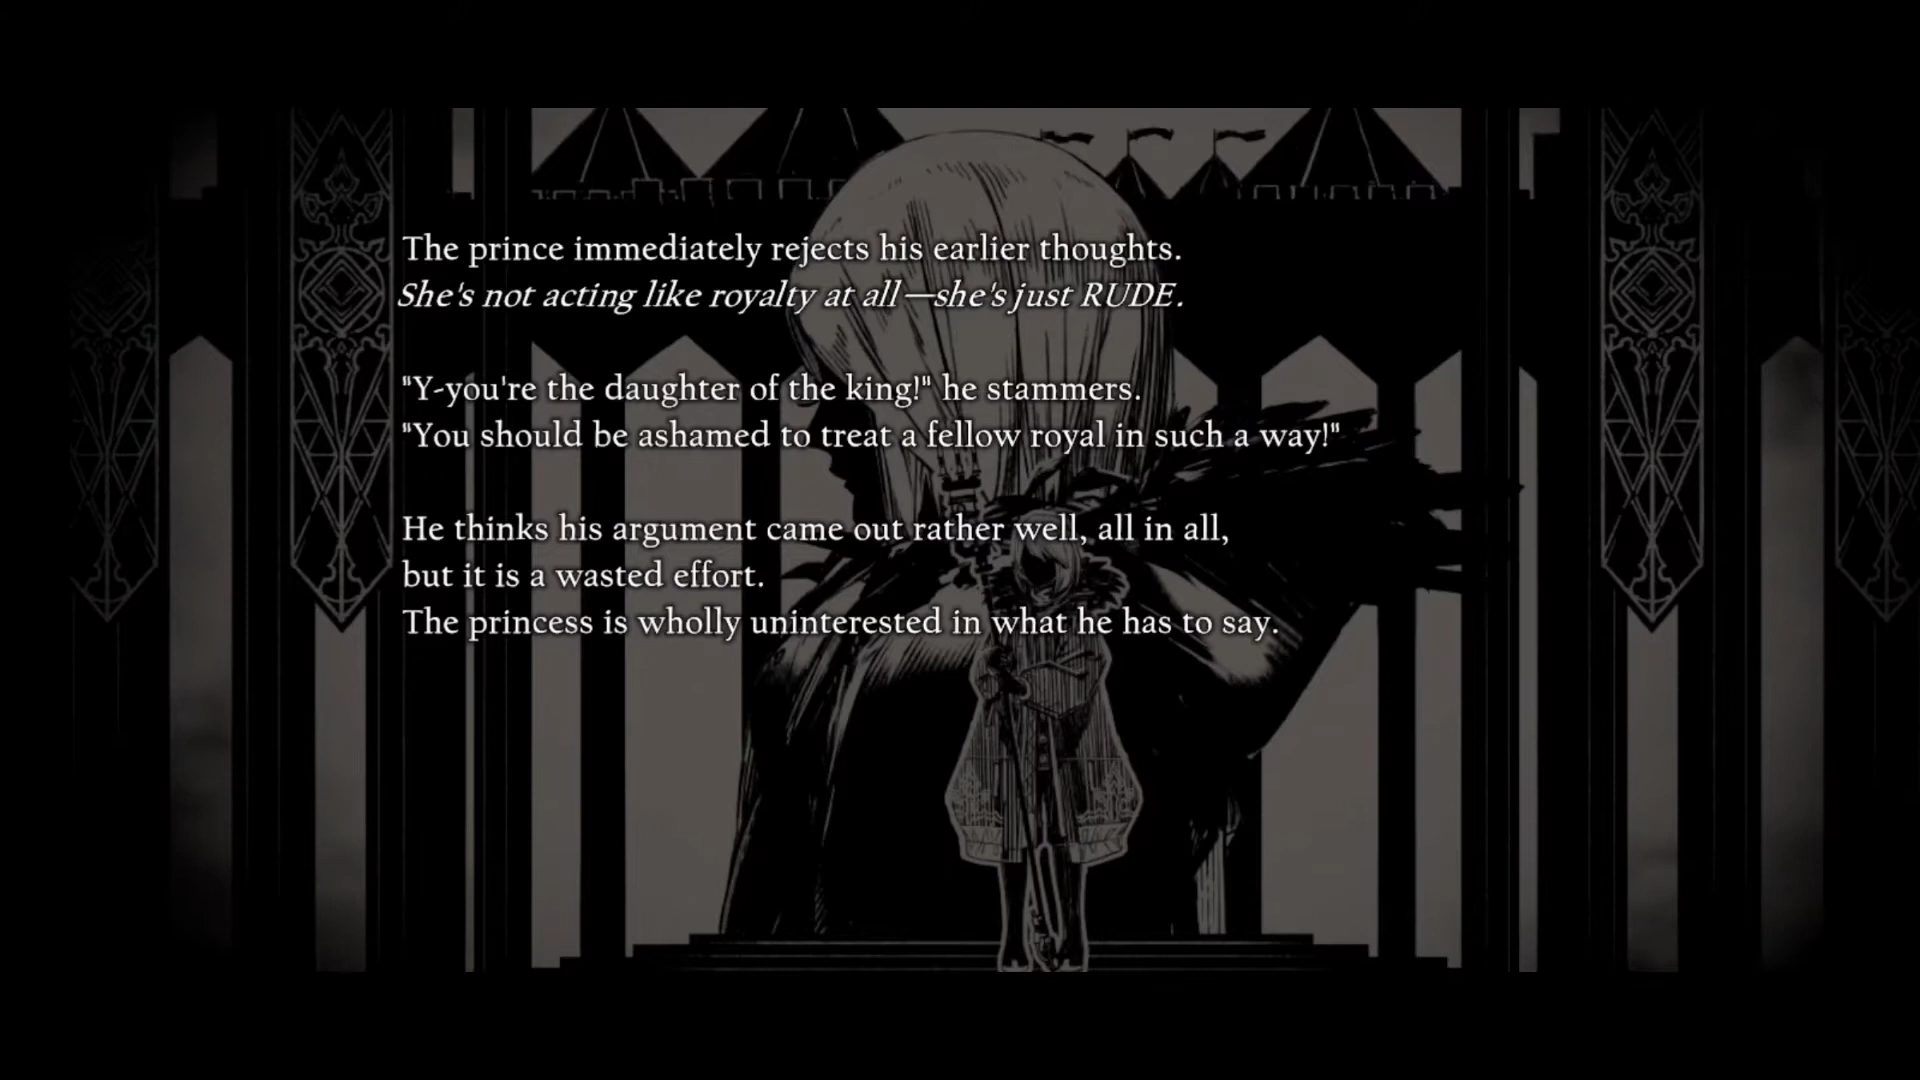 The prince immediately rejects his earlier thoughts.
She's not acting like royalty at all—she's just RUDE.
"Y-you're the daughter of the king!" he stammers.
"You should be ashamed to treat a fellow royal in such a way!"
He thinks his argument came out rather well, all in all,
but it is a wasted effort.
The princess is wholly uninterested in what he has to say.